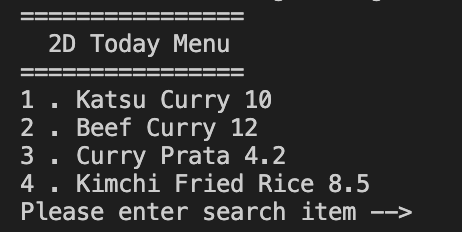 ================
2D Today Menu
================
1 . Katsu Curry 10
2 . Beef Curry 12
3 . Curry Prata 4.2
4 . Kimchi Fried Rice 8.5
Please enter search item -->